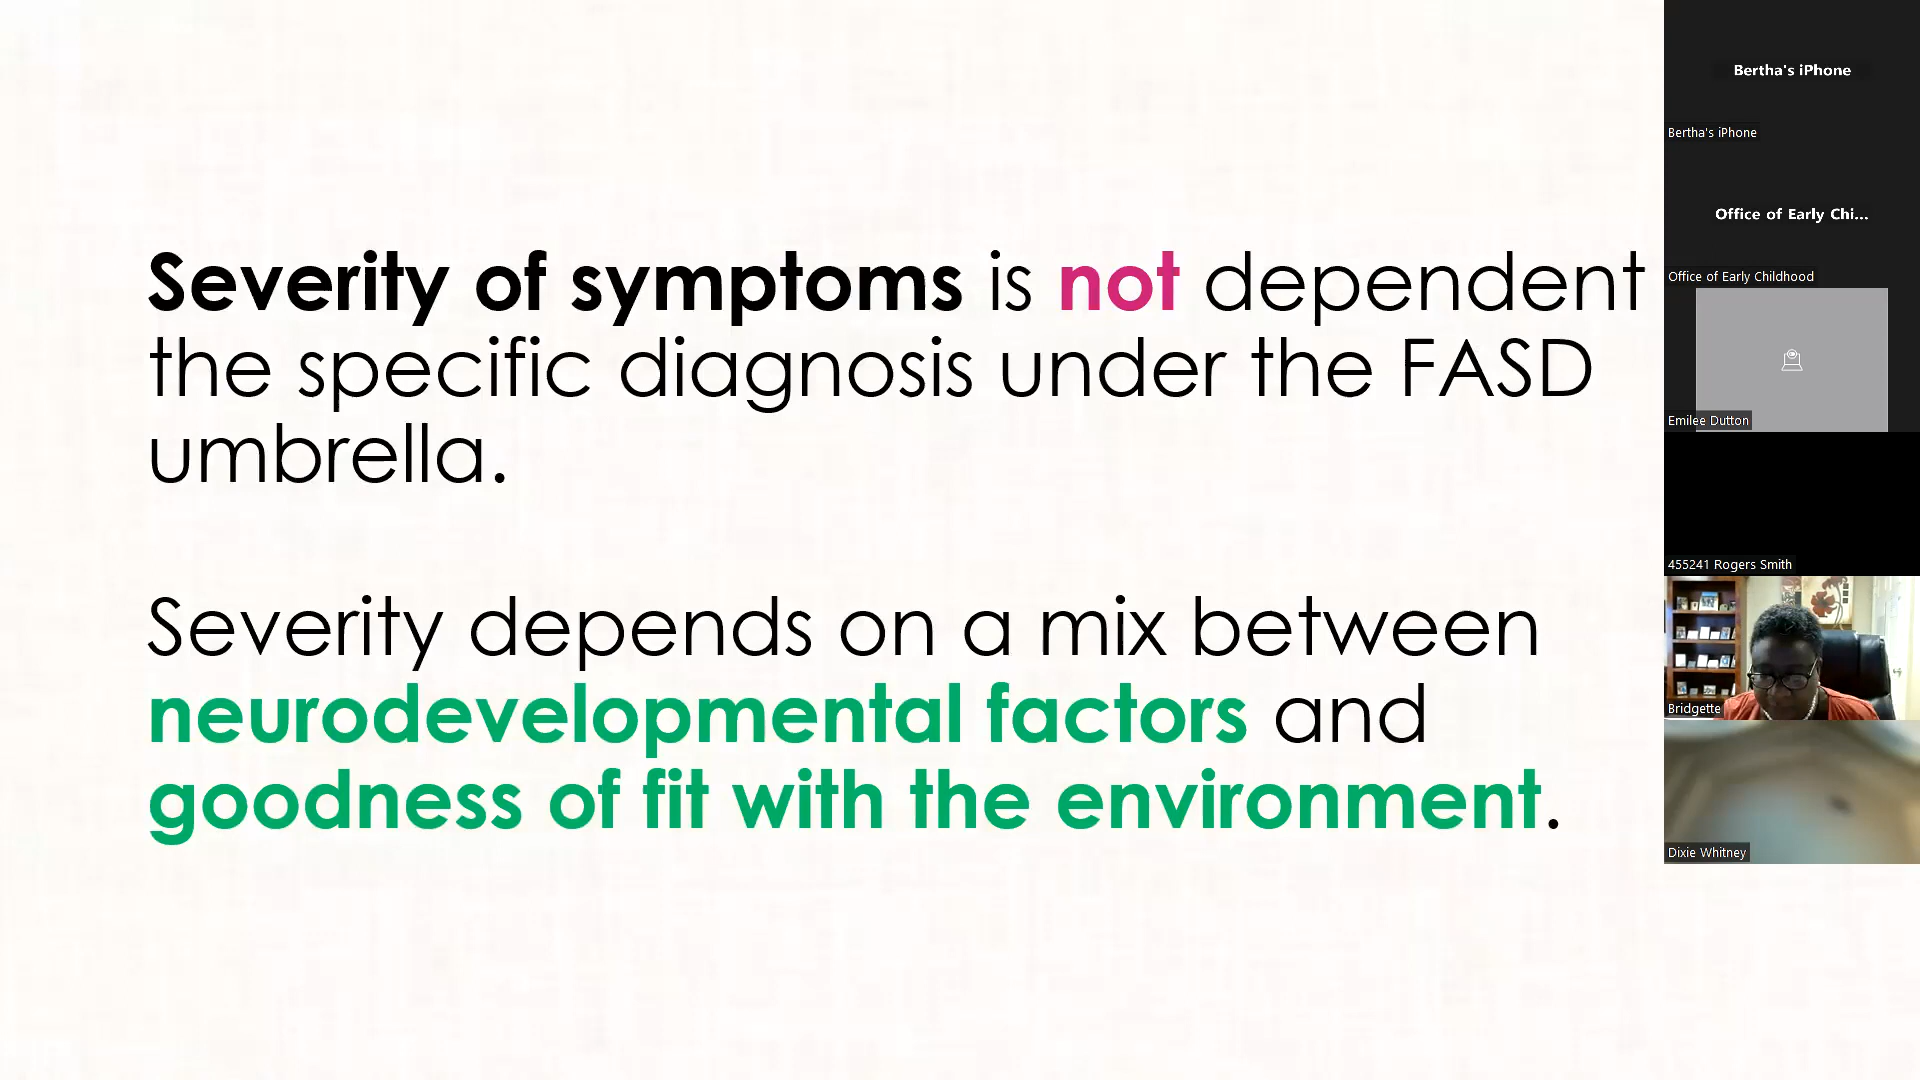 Severity of symptoms is not dependent
the specific diagnosis under the FASD
umbrella.
Severity depends on a mix between
neurodevelopmental factors and
goodness of fit with the environment.
Bertha's iPhone
Bertha's iPhone
Office of Early Chi...
Office of Early Childhood
Emilee Dutton
455241 Rogers Smith
Bridgette
Dixie Whitney